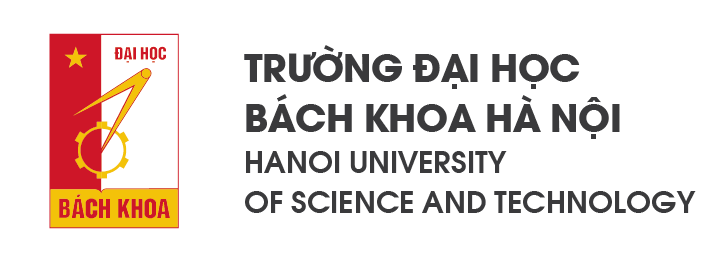 ĐẠI HỌC
BÁCH KHOA
TRƯỜNG ĐẠI HỌC
BÁCH KHOA HÀ NỘI
HANOI UNIVERSITY
OF SCIENCE AND TECHNOLOGY